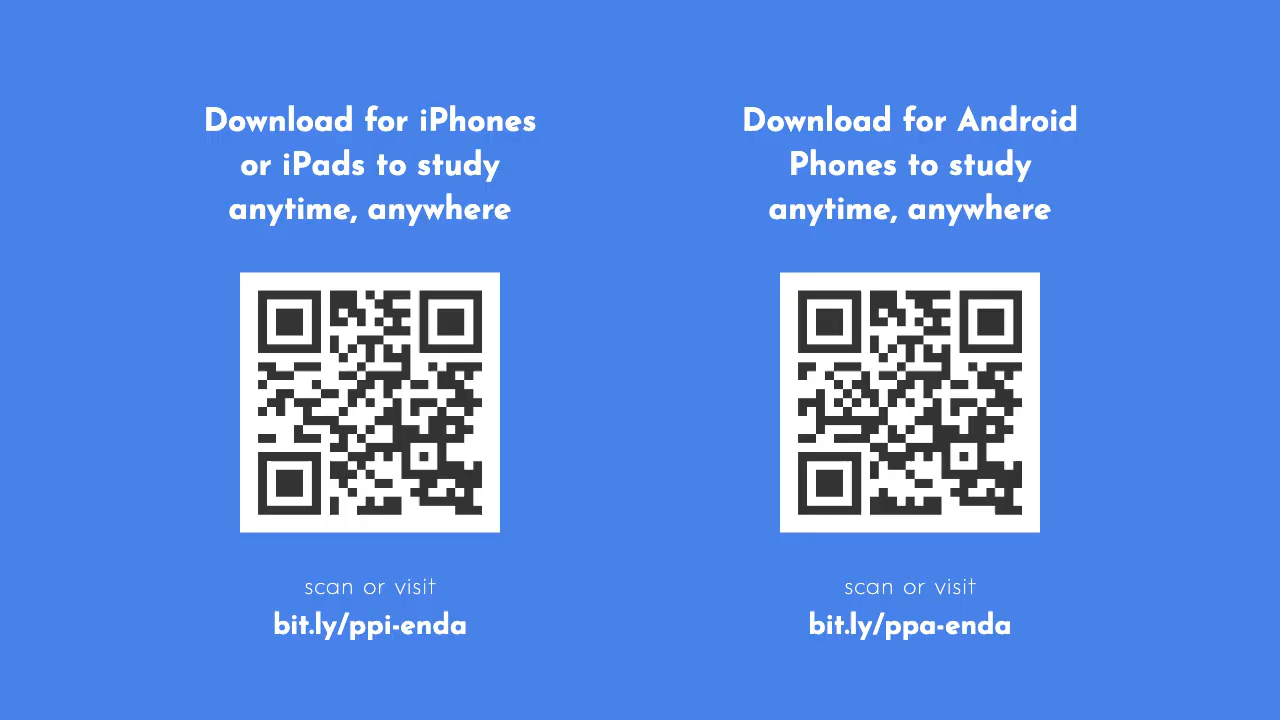 Download for iPhones
or iPads to study
anytime, anywhere
scan or visit
bit.ly/ppi-enda
Download for Android
Phones to study
anytime, anywhere
scan or visit
bit.ly/ppa-enda